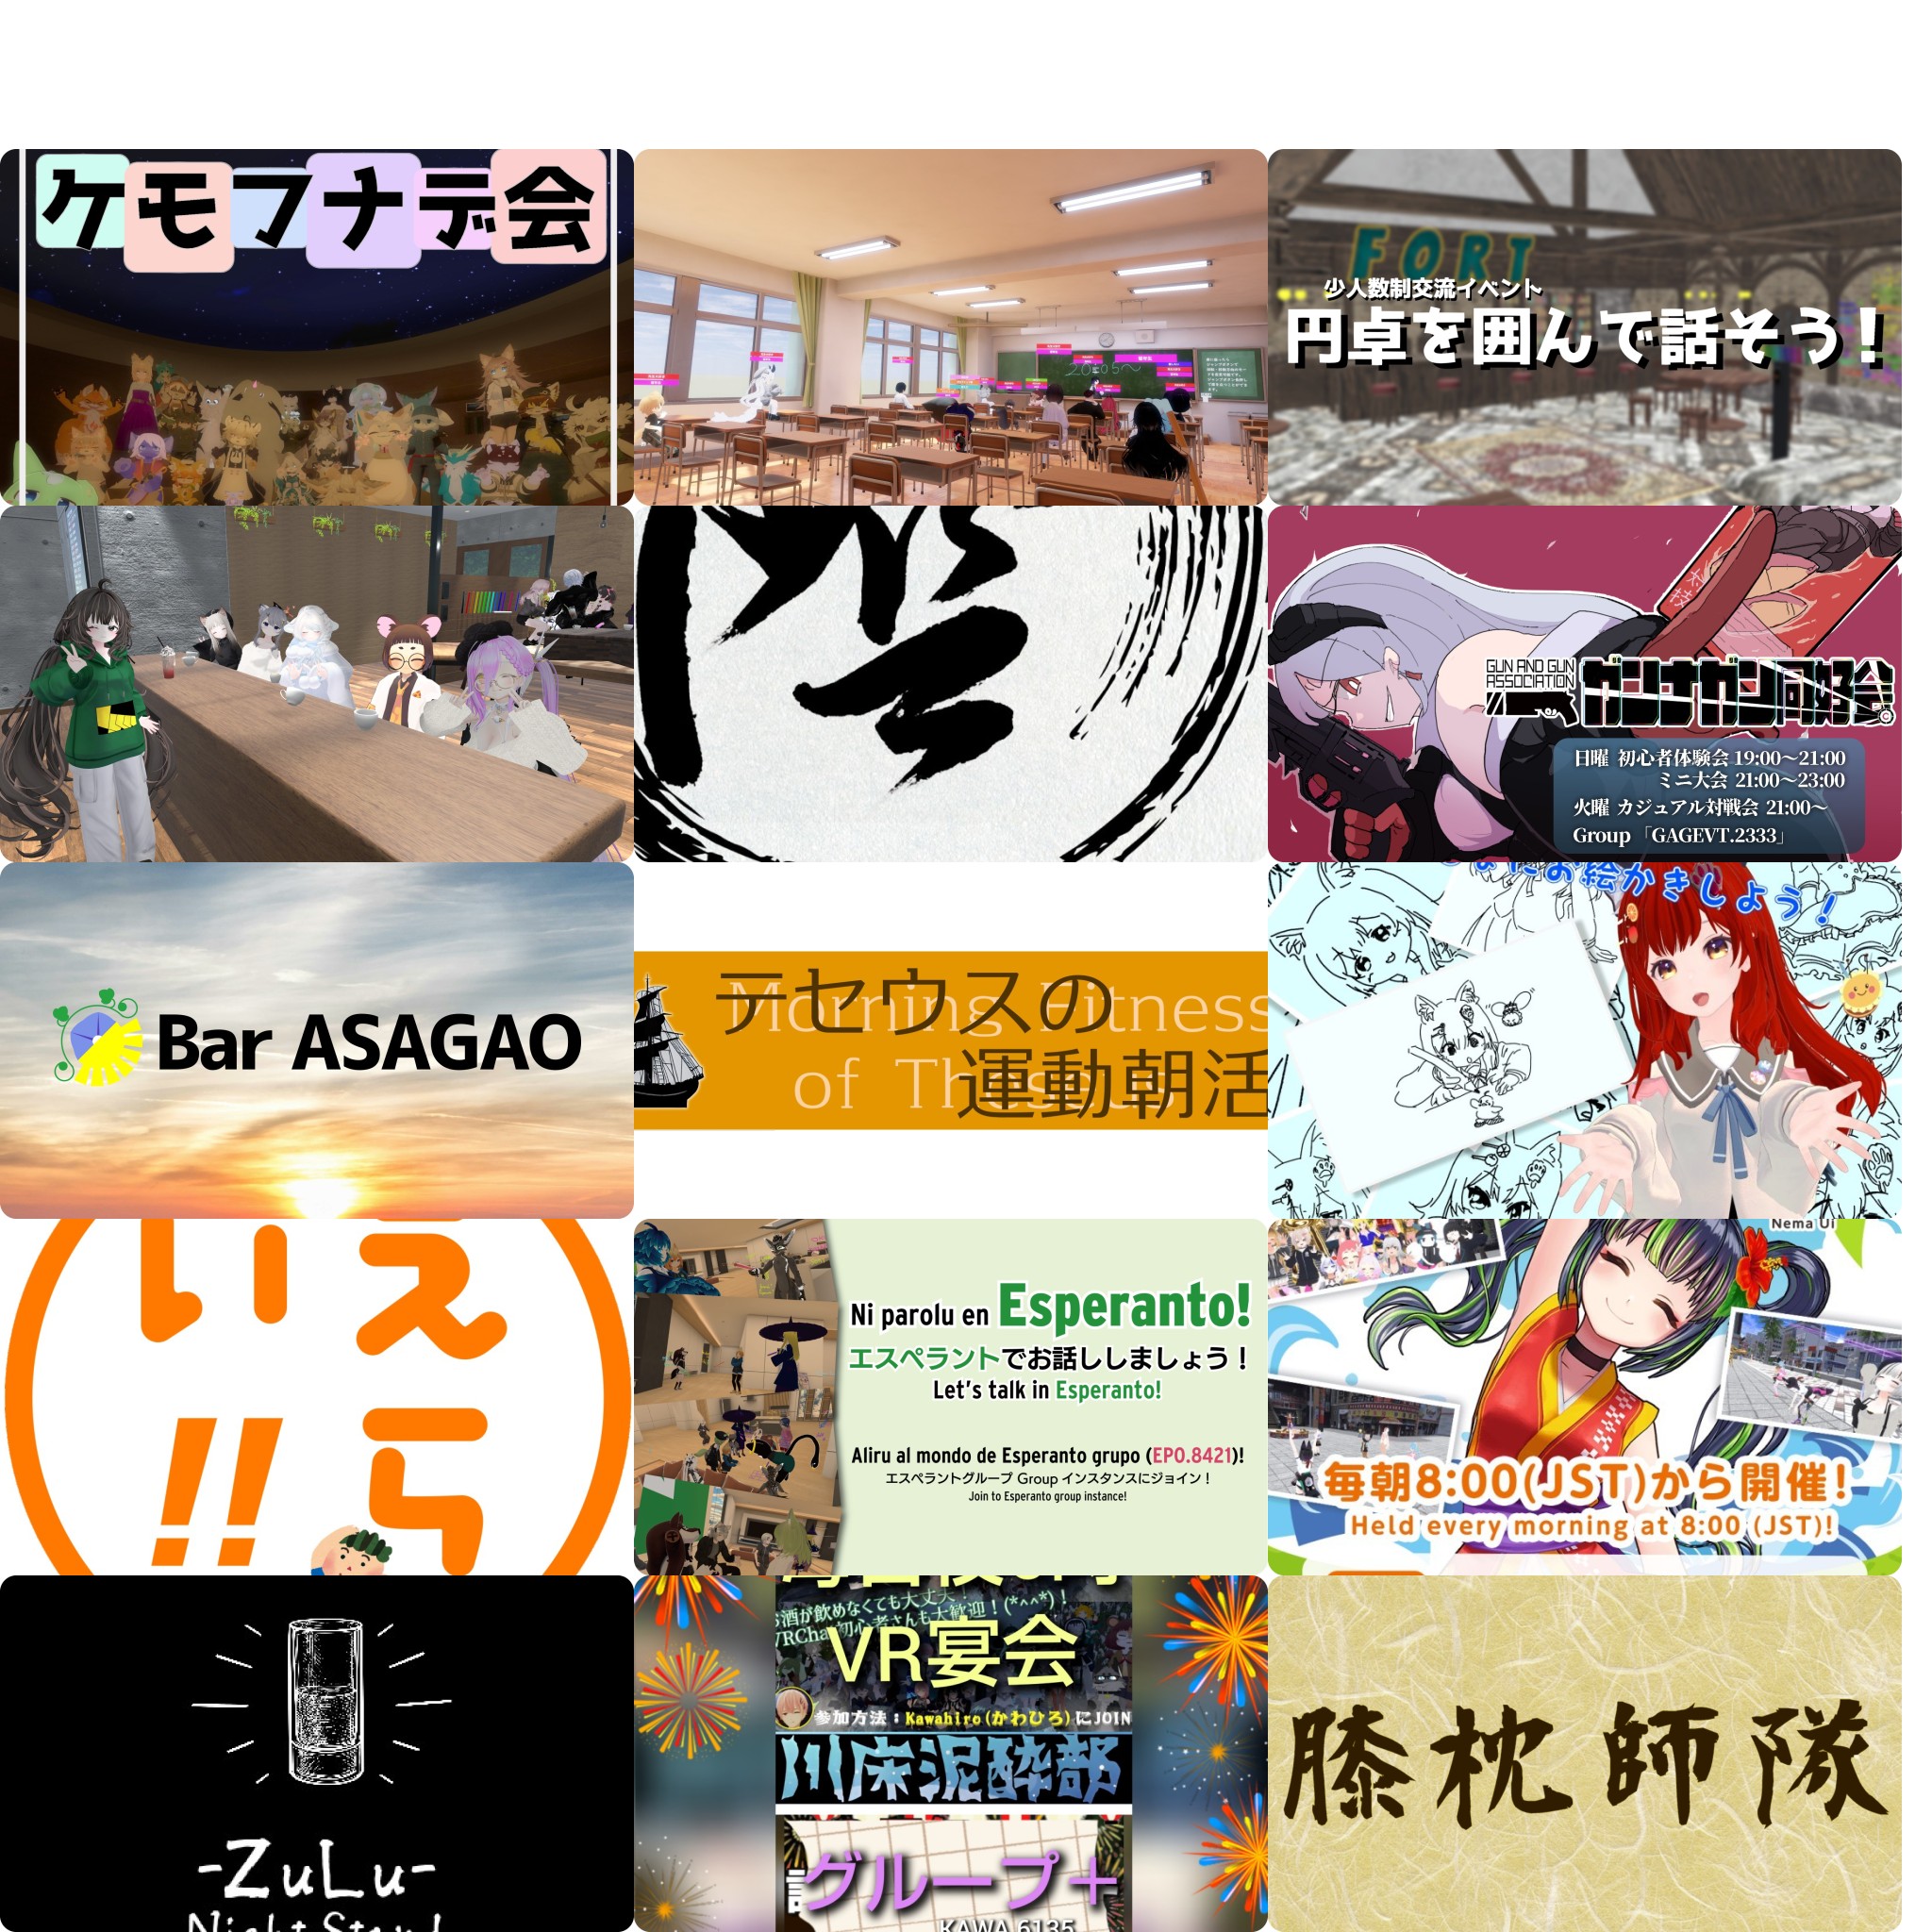 ケモフナデ会
20:05〜
FORT
少人数制交流イベント
円卓を囲んで話そう!
GUN AND GUN
ASSOCIATION
ガンナガン同好会
日曜 初心者体験会 19:00〜21:00
ミニ大会 21:00〜23:00
火曜 カジュアル対戦会 21:00〜
Group 「GAGEVT.2333」
Bar ASAGAO
テセウスの
運動朝活
Morning Fitness
of Theseus
お絵かきしよう!
いえ
ら
!!
Ni parolu en Esperanto!
エスペラントでお話ししましょう!
Let's talk in Esperanto!
Aliru al mondo de Esperanto grupo (EPO.8421)!
エスペラントグループ Group インスタンスにジョイン!
Join to Esperanto group instance!
Nema Ui
毎朝8:00(JST)から開催!
Held every morning at 8:00 (JST)!
-ZuLu-
お酒が飲めなくても大丈夫!
VRChat初心者さんも大歓迎!(*^^*)!
VR宴会
参加方法:Kawahiro(かわひろ)にJOIN
川床泥酔部
グループ+
KAWA.6135
膝枕師隊